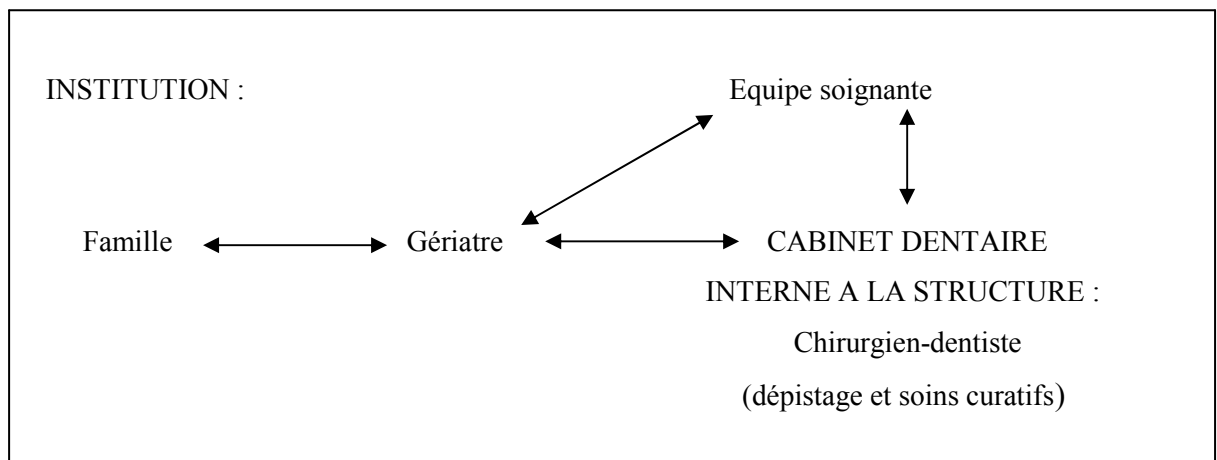 INSTITUTION : Equipe soignante
Famille Gériatre CABINET DENTAIRE
INTERNE A LA STRUCTURE :
Chirurgien-dentiste
(dépistage et soins curatifs)